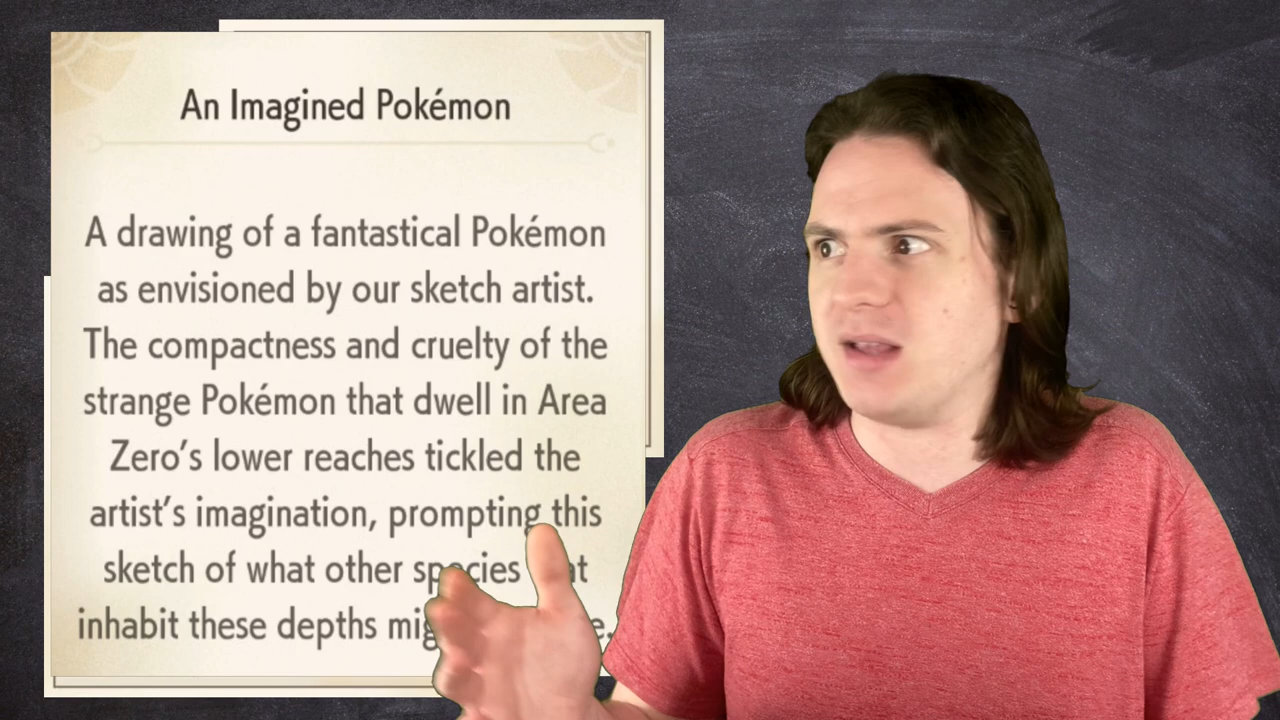 An Imagined Pokémon
A drawing of a fantastical Pokémon
as envisioned by our sketch artist.
The compactness and cruelty of the
strange Pokémon that dwell in Area
Zero’s lower reaches tickled the
artist’s imagination, prompting this
sketch of what other species
inhabit these depths